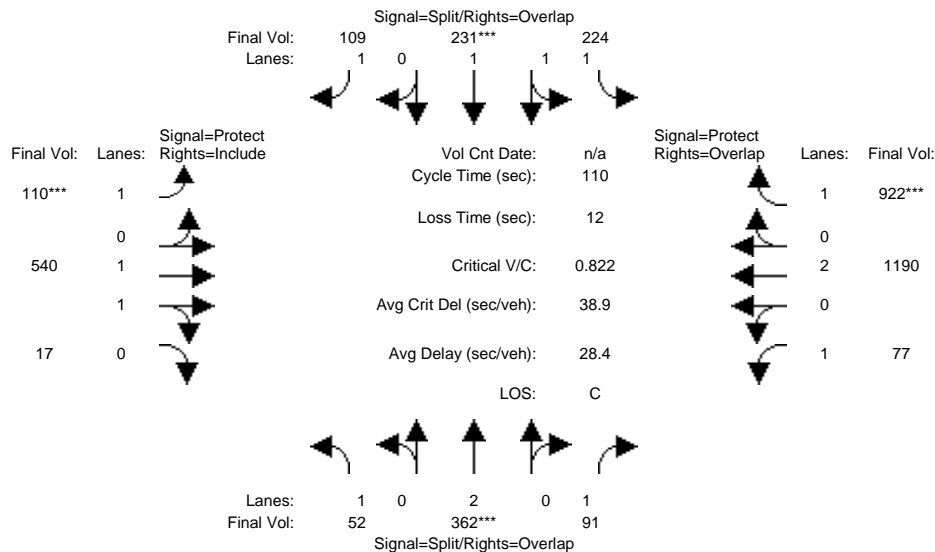 Signal=Split/Rights=Overlap
Final Vol: 109 231*** 224
Lanes: 1 0 1 1 1
Signal=Protect
Final Vol: Lanes: Rights=Include
Vol Cnt Date: n/a
Signal=Protect
Rights=Overlap Lanes: Final Vol:
Cycle Time (sec): 110
110*** 1
1 922***
Loss Time (sec): 12
0
0
540 1
Critical V/C: 0.822
2 1190
1
Avg Crit Del (sec/veh): 38.9
0
17 0
Avg Delay (sec/veh): 28.4
1 77
LOS: C
Lanes: 1 0 2 0 1
Final Vol: 52 362*** 91
Signal=Split/Rights=Overlap